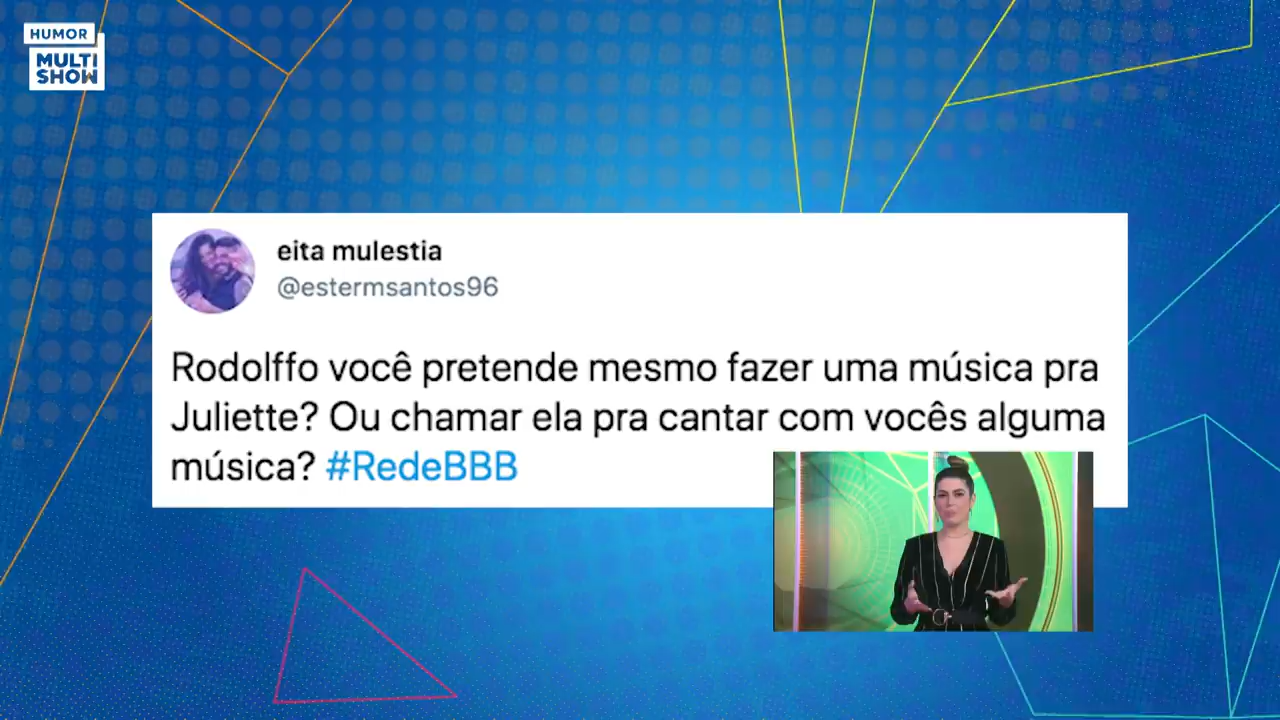 HUMOR
MULTI
SHOW
eita mulestia
@estermsantos96
Rodolffo você pretende mesmo fazer uma música pra
Juliette? Ou chamar ela pra cantar com vocês alguma
música? #RedeBBB